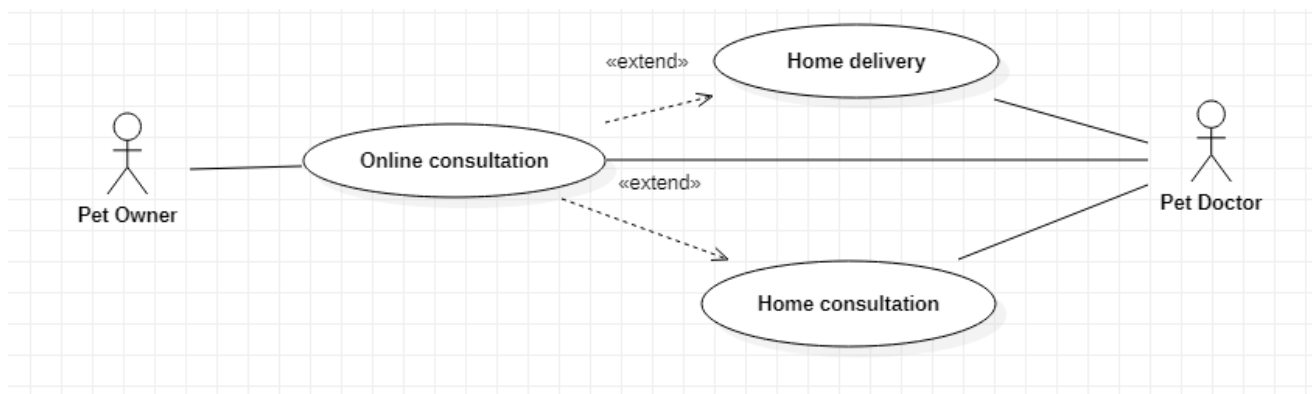 «extend»
Home delivery
Online consultation
«extend»
Pet Owner
Pet Doctor
Home consultation